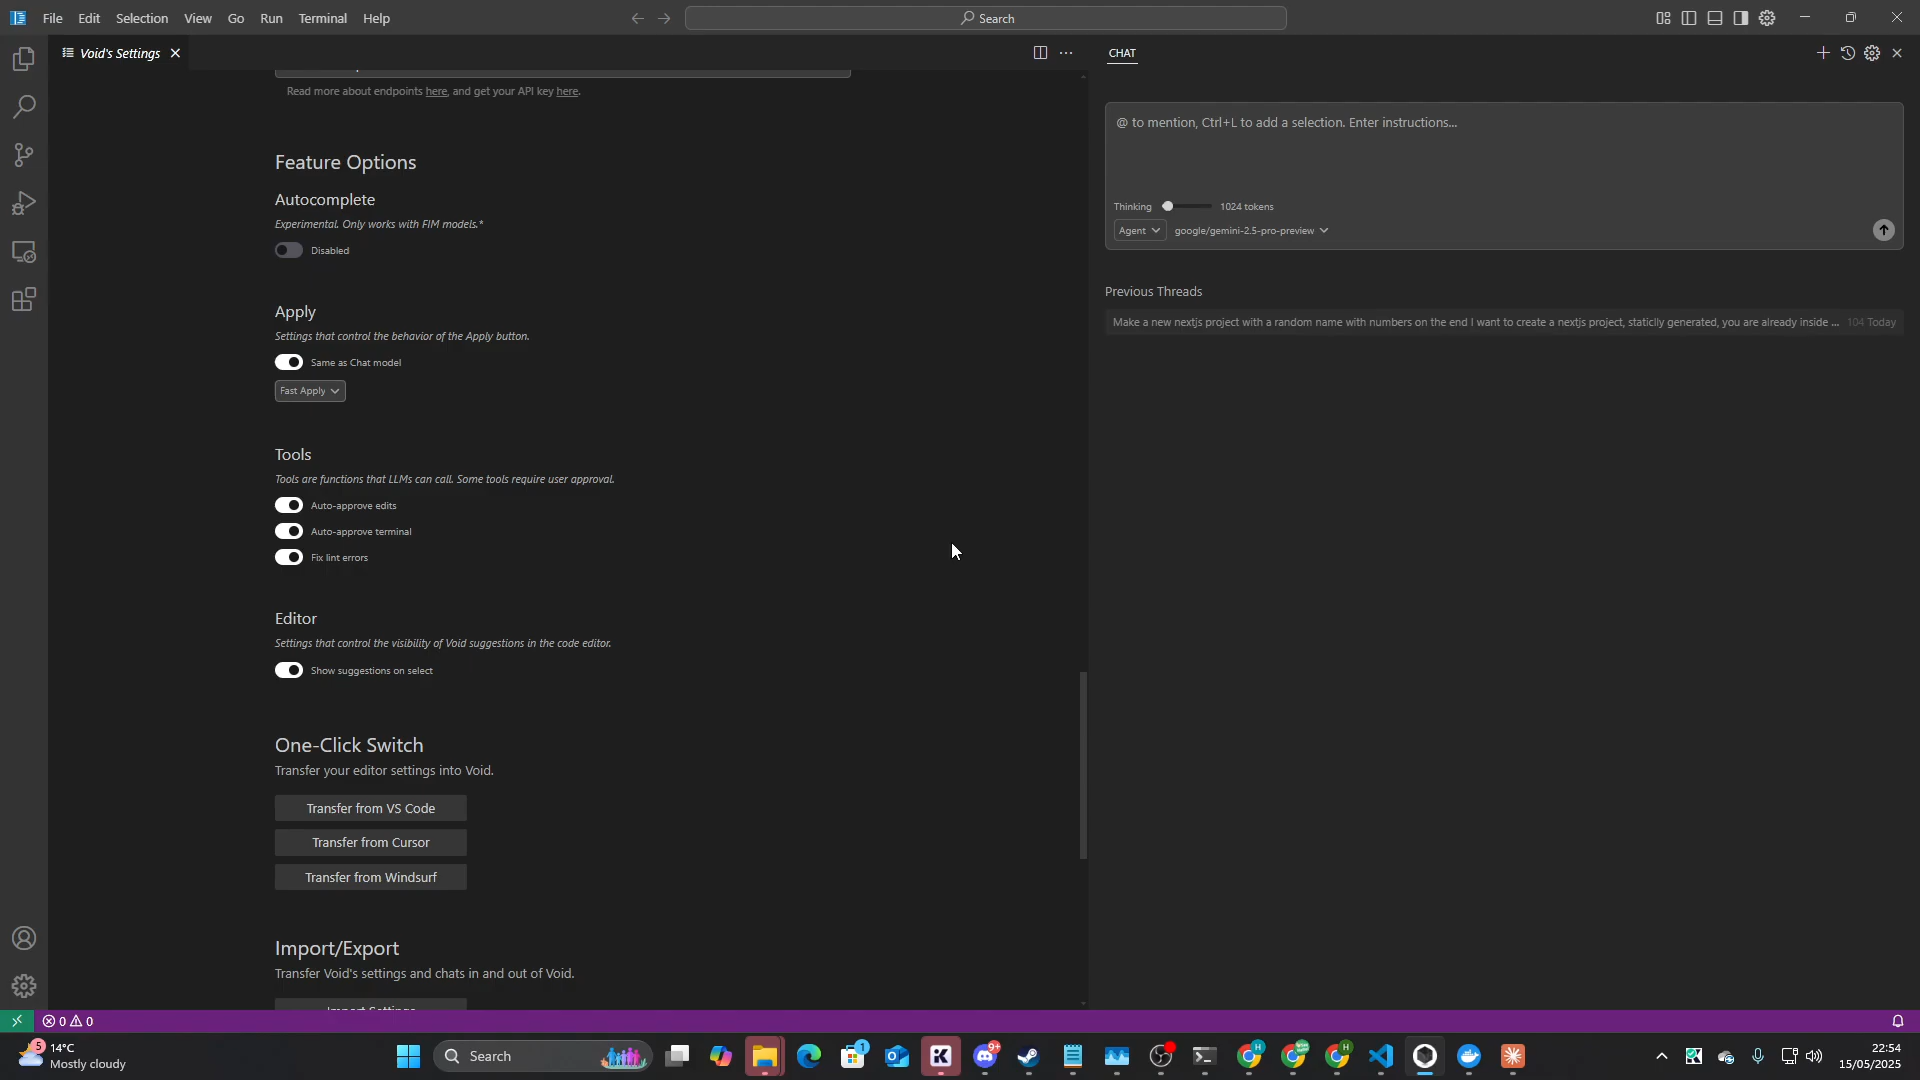 File Edit Selection View Go Run Terminal Help
Search
Void's Settings
Read more about endpoints here, and get your API key here.
Feature Options
Autocomplete
Experimental. Only works with FIM models.*
Disabled
Apply
Settings that control the behavior of the Apply button.
Same as Chat model
Fast Apply
Tools
Tools are functions that LLMs can call. Some tools require user approval.
Auto-approve edits
Auto-approve terminal
Fix lint errors
Editor
Settings that control the visibility of Void suggestions in the code editor.
Show suggestions on select
One-Click Switch
Transfer your editor settings into Void.
Transfer from VS Code
Transfer from Cursor
Transfer from Windsurf
Import/Export
Transfer Void's settings and chats in and out of Void.
Import Settings
CHAT
@ to mention, Ctrl+L to add a selection. Enter instructions...
Thinking 1024 tokens
Agent google/gemini-2.5-pro-preview
Previous Threads
Make a new nextjs project with a random name with numbers on the end I want to create a nextjs project, staticlly generated, you are already inside ... 104 Today
0 0
5
14°C
Mostly cloudy
Search
1
9+
22:54
15/05/2025